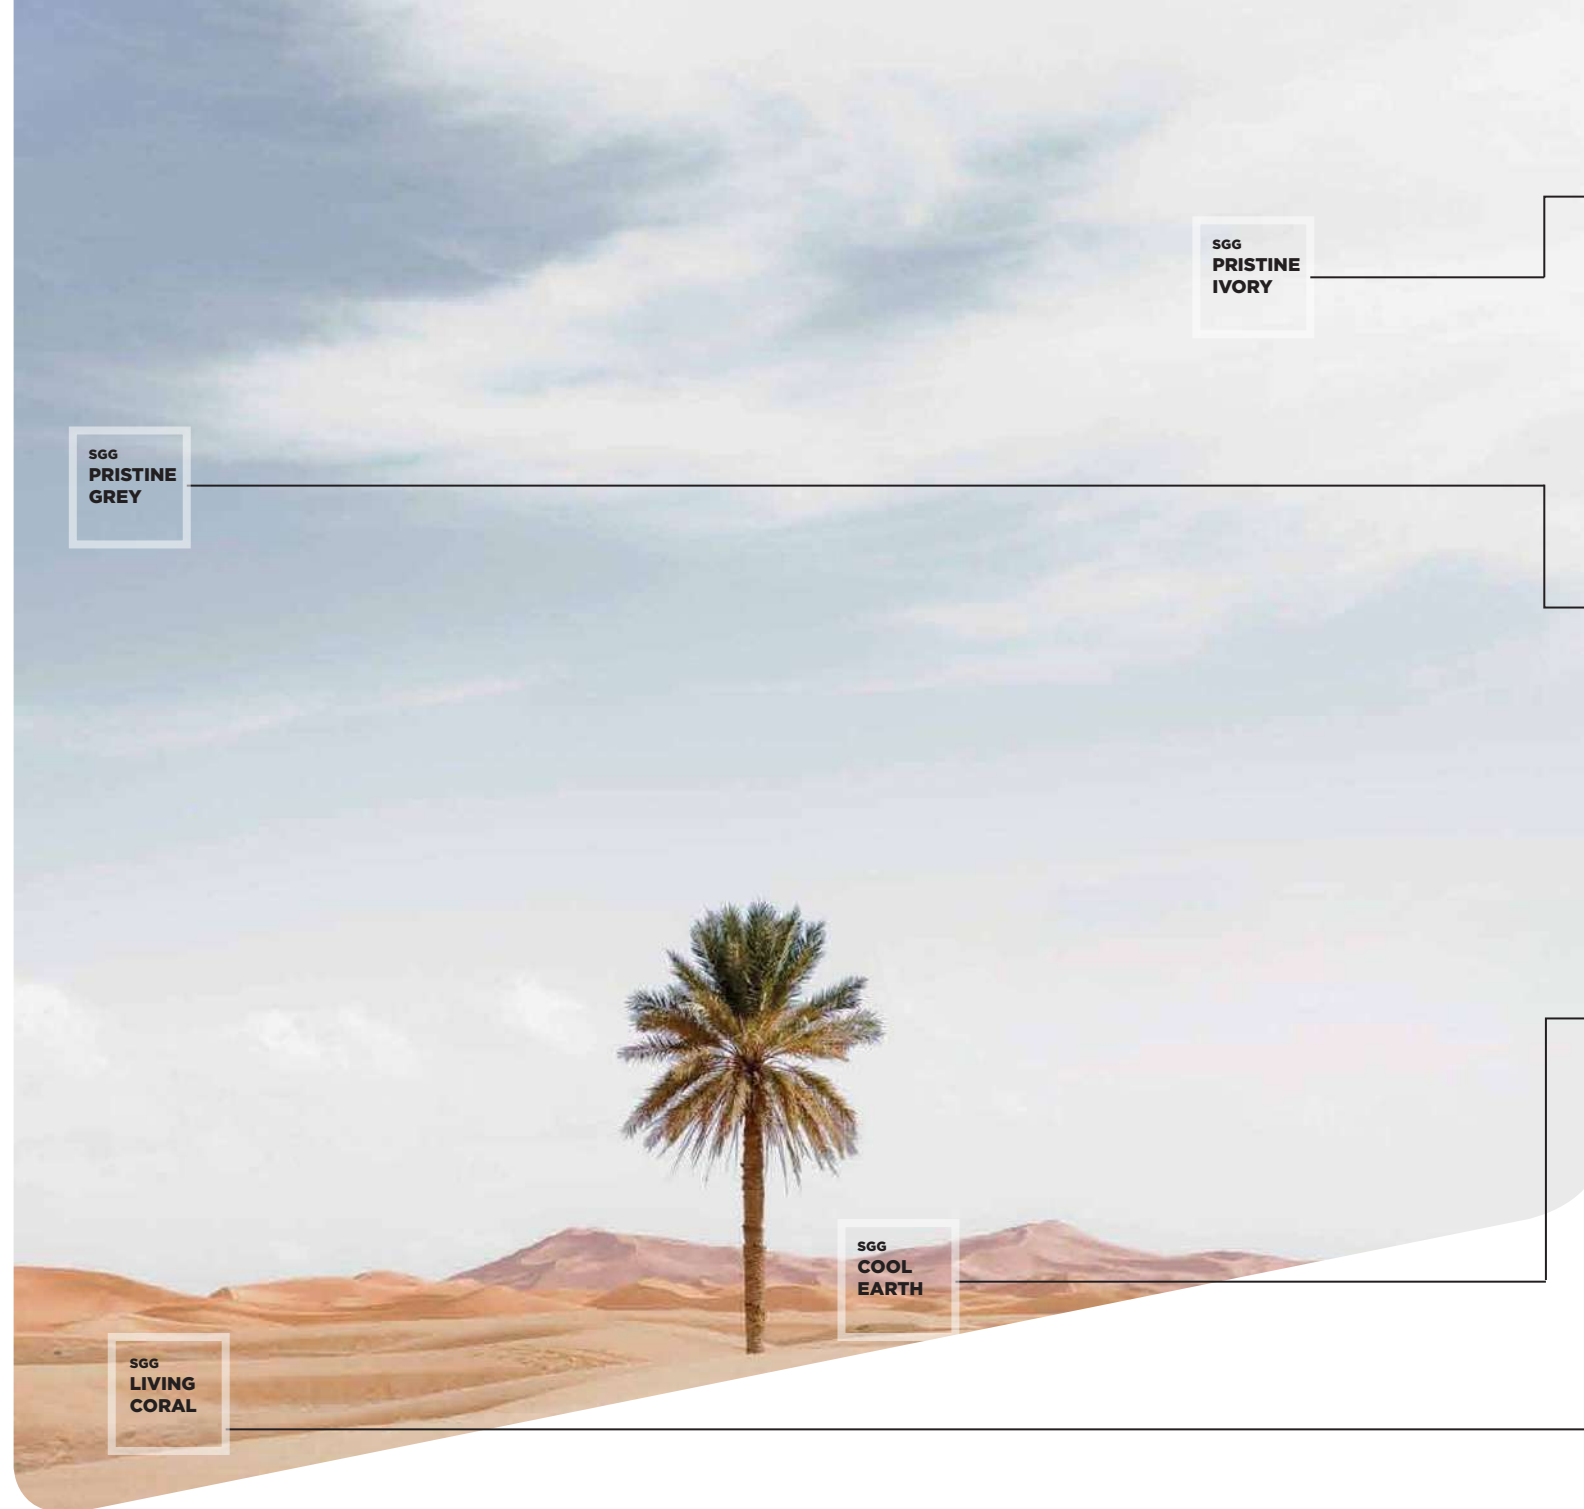 SGG
PRISTINE
IVORY
SGG
PRISTINE
GREY
SGG
COOL
EARTH
SGG
LIVING
CORAL